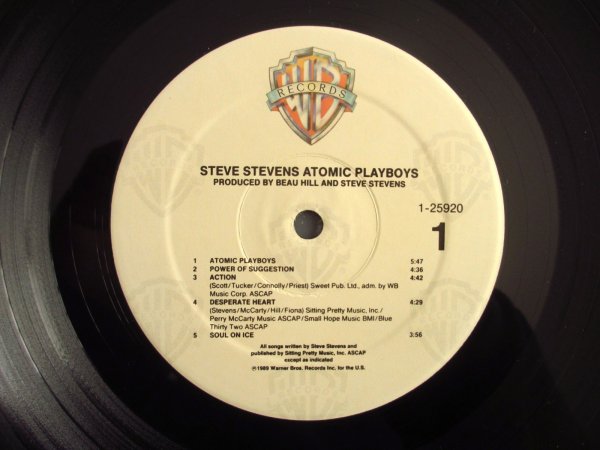 WB
RECORDS
STEVE STEVENS ATOMIC PLAYBOYS
PRODUCED BY BEAU HILL AND STEVE STEVENS
1-25920
1
1 ATOMIC PLAYBOYS 5:47
2 POWER OF SUGGESTION 4:36
3 ACTION 4:42
(Scott/Tucker/Connolly/Priest) Sweet Pub. Ltd., adm. by WB
Music Corp. ASCAP
4 DESPERATE HEART 4:29
(Stevens/McCarty/Hill/Fiona) Sitting Pretty Music, Inc./
Perry McCarty Music ASCAP/Small Hope Music BMI/Blue
Thirty Two ASCAP
5 SOUL ON ICE 3:56
All songs written by Steve Stevens and
published by Sitting Pretty Music, Inc. ASCAP
except as indicated
℗1989 Warner Bros. Records Inc. for the U.S.